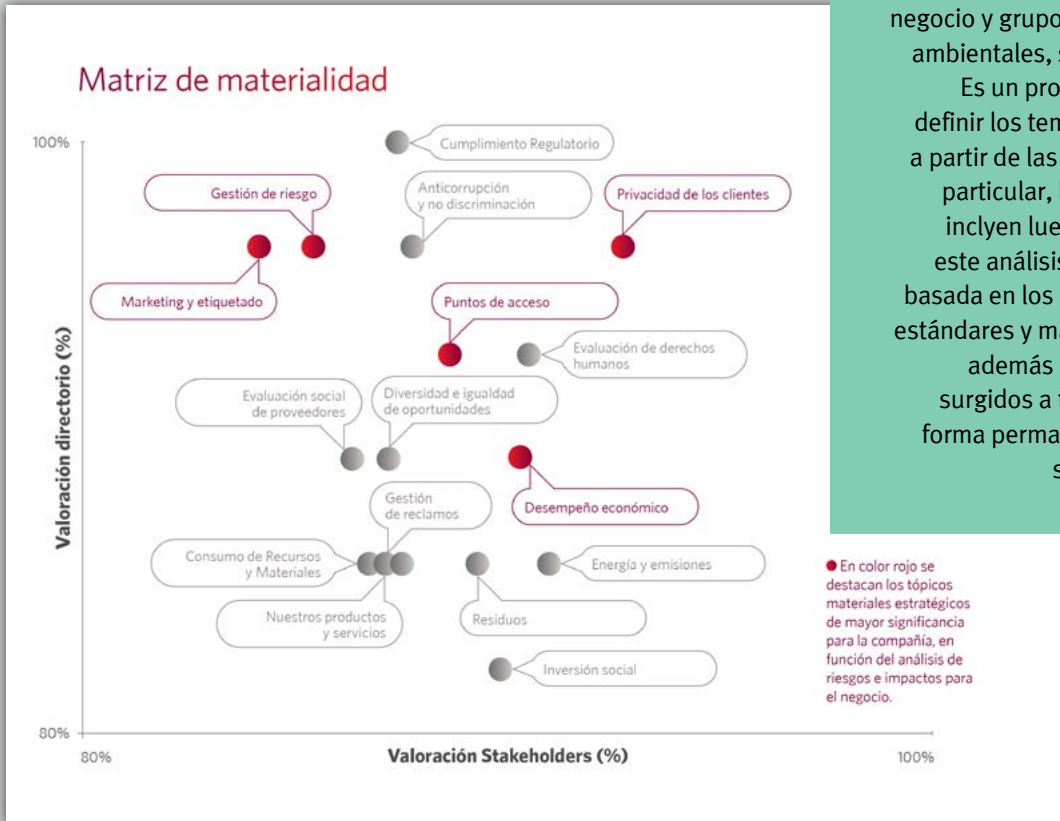 Matriz de materialidad
100%
Cumplimiento Regulatorio
Gestión de riesgo
Anticorrupción
y no discriminación
Privacidad de los clientes
Marketing y etiquetado
Puntos de acceso
Evaluación de derechos
humanos
Evaluación social
de proveedores
Diversidad e igualdad
de oportunidades
Desempeño económico
Gestión
de reclamos
Consumo de Recursos
y Materiales
Energía y emisiones
Nuestros productos
y servicios
Residuos
Inversión social
Valoración directorio (%)
80%
80%
Valoración Stakeholders (%)
100%
En color rojo se
destacan los tópicos
materiales estratégicos
de mayor significancia
para la compañía, en
función del análisis de
riesgos e impactos para
el negocio.
negocio y grupo
ambientales, s
Es un pro
definir los tem
a partir de las
particular,
inclyen lue
este análisis
basada en los
estándares y ma
además
surgidos a t
forma perma
s